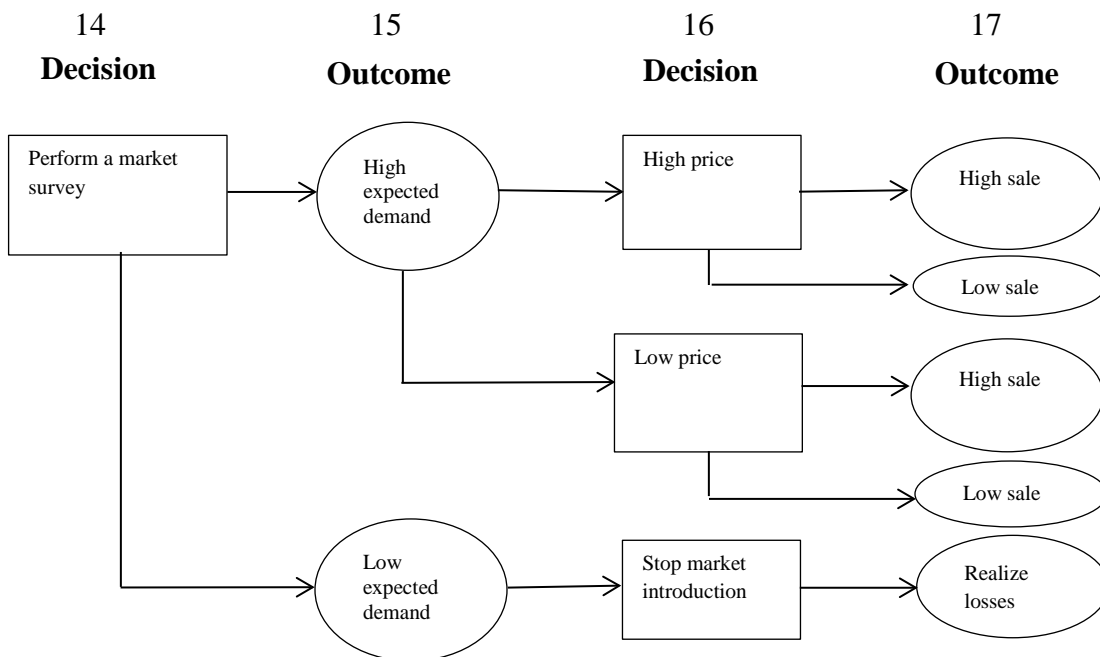 14 15 16 17
Decision Outcome Decision Outcome
Perform a market
survey
High
expected
demand
High price
High sale
Low sale
Low price
High sale
Low sale
Low
expected
demand
Stop market
introduction
Realize
losses